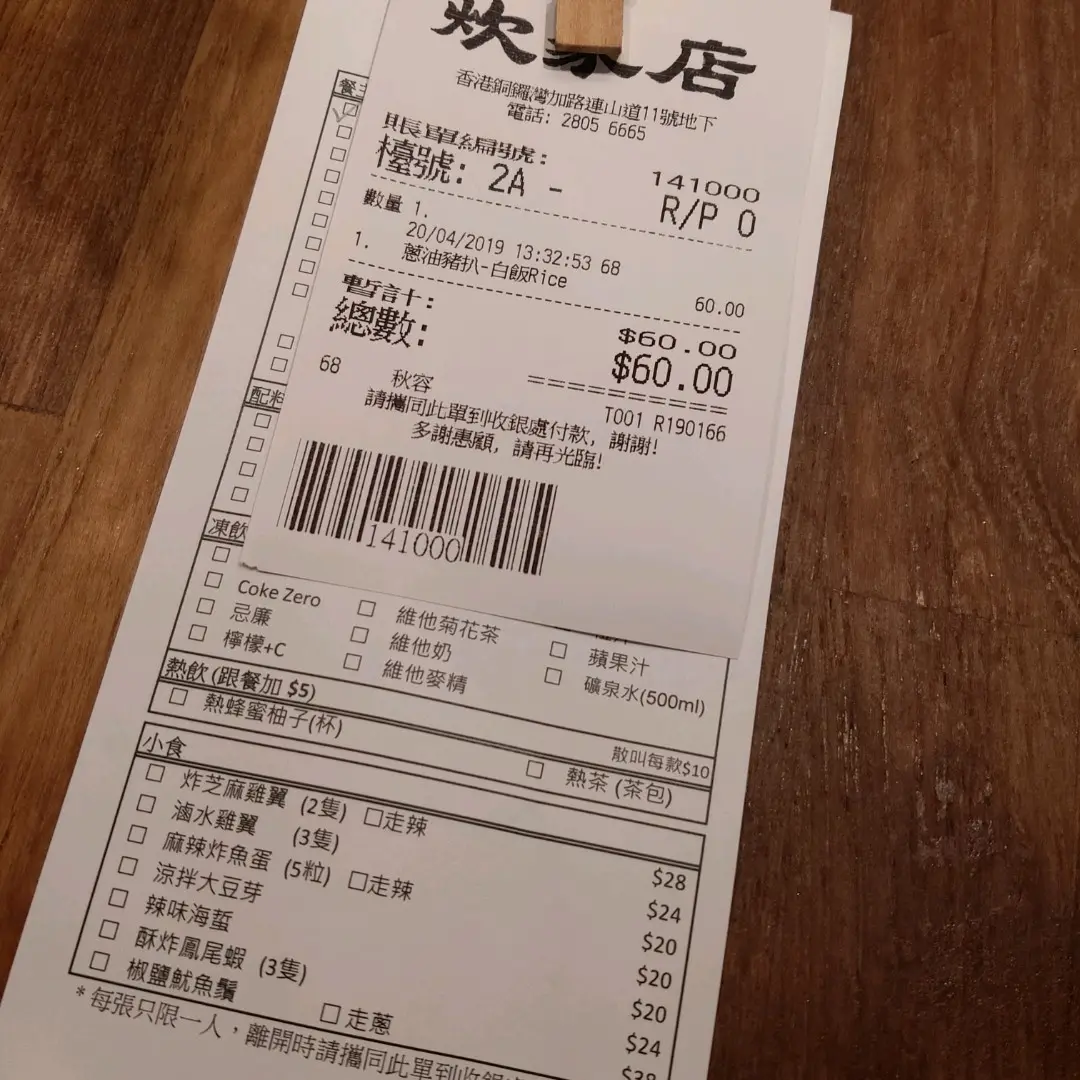 炊 店
香港銅鑼灣加路連山道11號地下
電話: 2805 6665
賬單編號: 141000
檯號: 2A - R/P 0
數量 1.
20/04/2019 13:32:53 68
1. 蔥油豬扒-白飯Rice 60.00
暫計: $60.00
總數: $60.00
========================
68 秋容 T001 R190166
請攜同此單到收銀處付款, 謝謝!
多謝惠顧, 請再光臨!
141000
餐
配料
凍飲
☐ Coke Zero ☐ 維他菊花茶
☐ 忌廉 ☐ 維他奶 ☐ 蘋果汁
☐ 檸檬+C ☐ 維他麥精 ☐ 礦泉水(500ml)
熱飲 (跟餐加 $5) 散叫每款$10
☐ 熱蜂蜜柚子(杯) ☐ 熱茶 (茶包)
小食
☐ 炸芝麻雞翼 (2隻) ☐走辣 $28
☐ 滷水雞翼 (3隻) $24
☐ 麻辣炸魚蛋 (5粒) ☐走辣 $20
☐ 涼拌大豆芽 $20
☐ 辣味海蜇 $20
☐ 酥炸鳳尾蝦 (3隻) $24
☐ 椒鹽魷魚鬚 ☐走蔥 $38
*每張只限一人，離開時請攜同此單到收銀